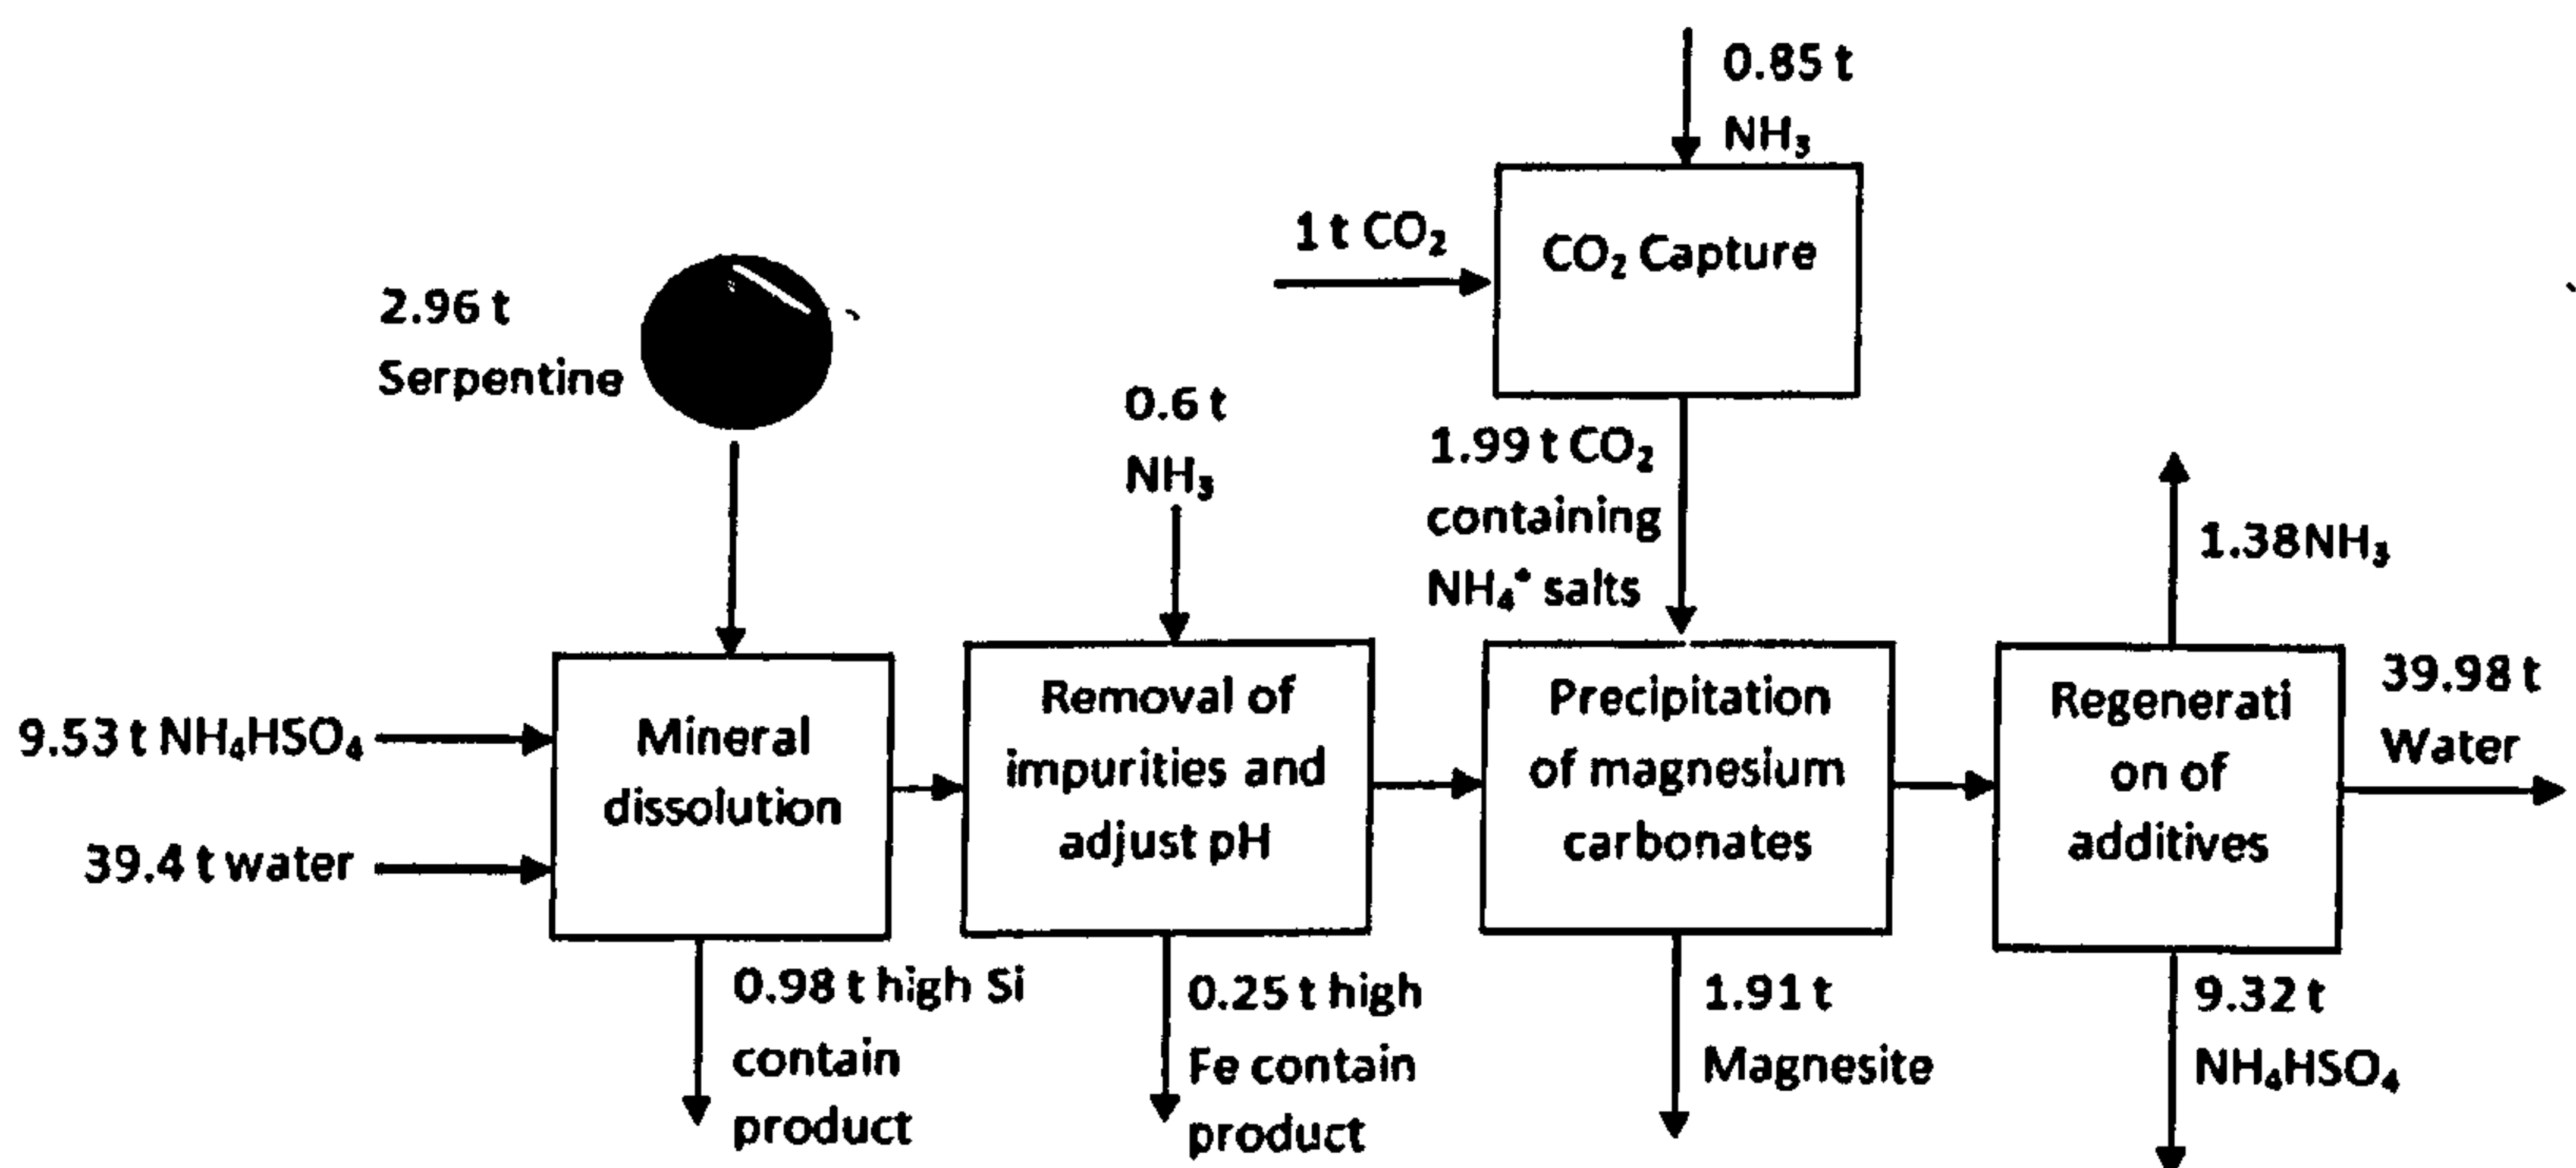 0.85 t
NH₃
1 t CO₂
CO₂ Capture
2.96 t
Serpentine
0.6 t
NH₃
1.99 t CO₂
containing
NH₄⁺ salts
1.38NH₃
9.53 t NH₄HSO₄
39.4 t water
Mineral
dissolution
Removal of
impurities and
adjust pH
Precipitation
of magnesium
carbonates
Regenerati
on of
additives
39.98 t
Water
0.98 t high Si
contain
product
0.25 t high
Fe contain
product
1.91 t
Magnesite
9.32 t
NH₄HSO₄